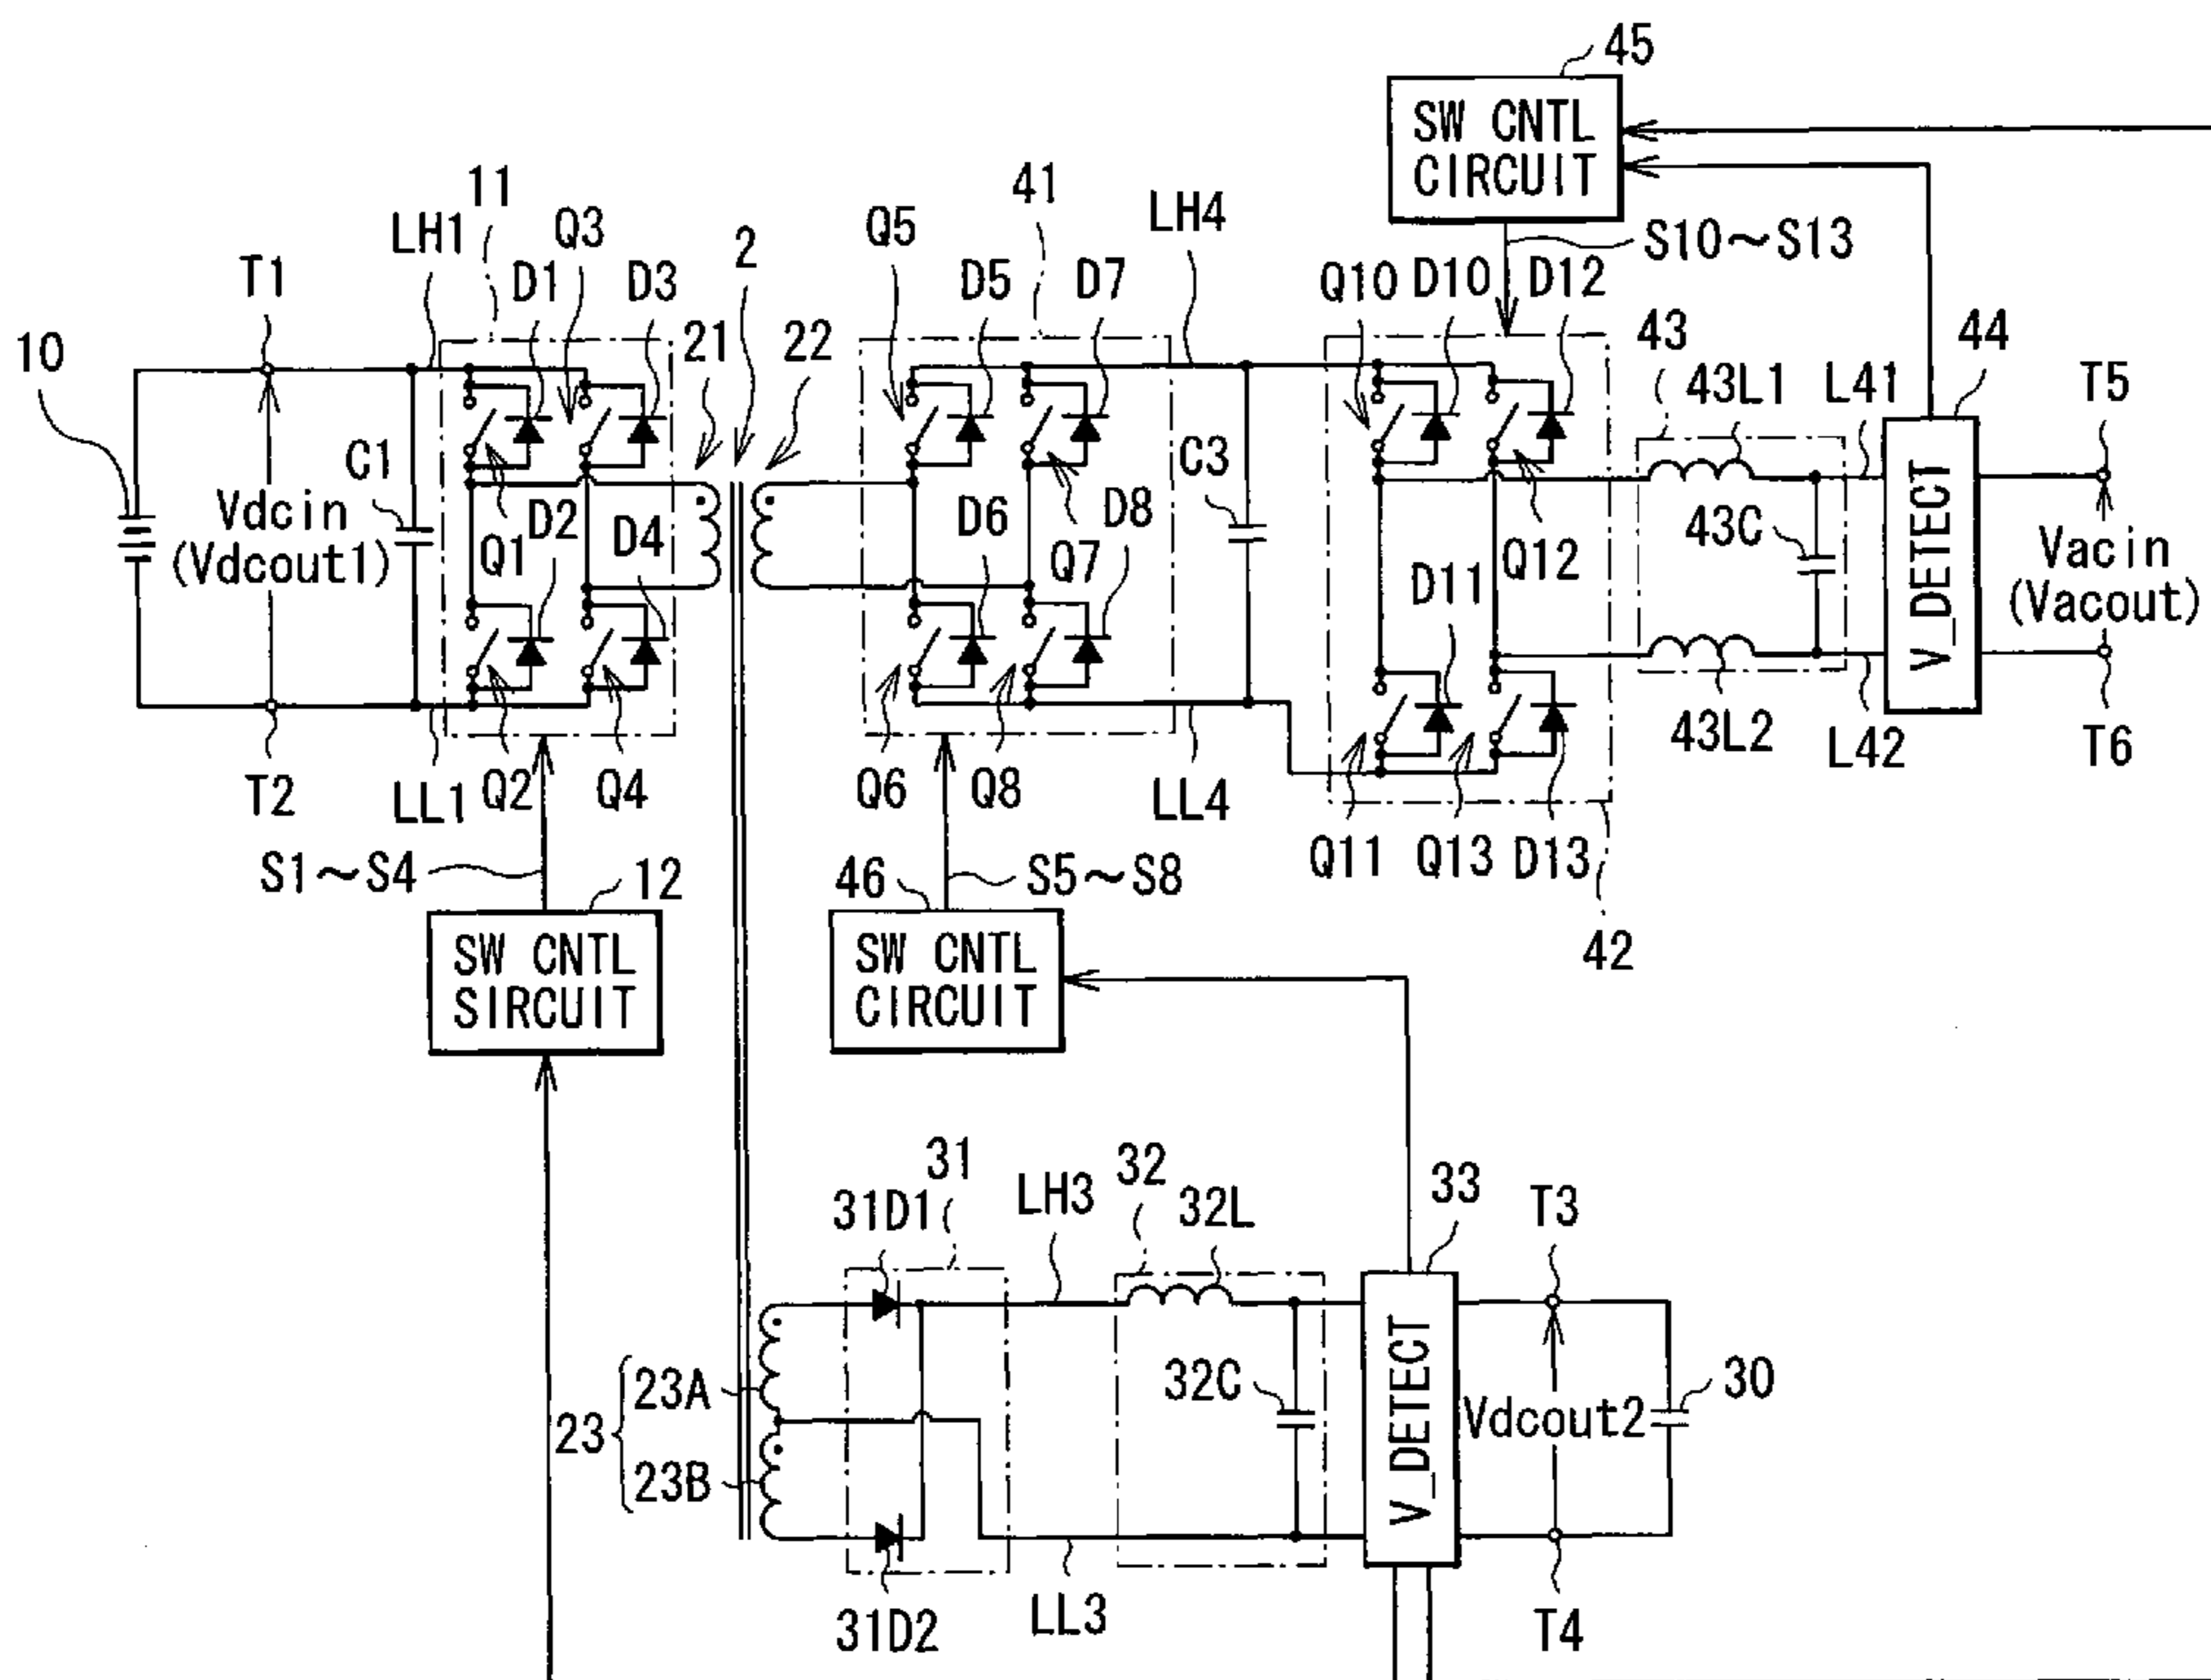 45
SW CNTL
CIRCUIT
S10～S13
11
41
LH1
Q3
2
Q5
LH4
T1
D1
D3
D5
D7
Q10
D10
D12
10
21
22
43
44
43L1
L41
T5
C1
Vdcin
(Vdcout1)
Q1
D2
D4
D6
D8
Q7
C3
D11
Q12
43C
V_DETECT
Vacin
(Vacout)
T2
LL1
Q2
Q4
Q6
Q8
LL4
43L2
L42
T6
Q11
Q13
D13
42
S1～S4
12
46
S5～S8
SW CNTL
SIRCUIT
SW CNTL
CIRCUIT
31
31D1
LH3
32
32L
33
T3
23
23A
23B
32C
V_DETECT
Vdcout2
30
31D2
LL3
T4